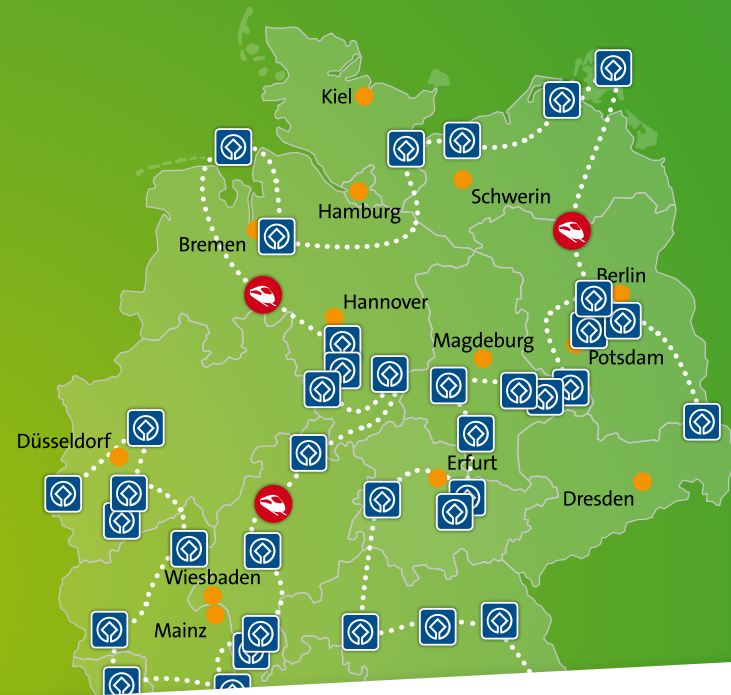 Kiel
Schwerin
Hamburg
Bremen
Berlin
Hannover
Magdeburg
Potsdam
Düsseldorf
Erfurt
Dresden
Wiesbaden
Mainz